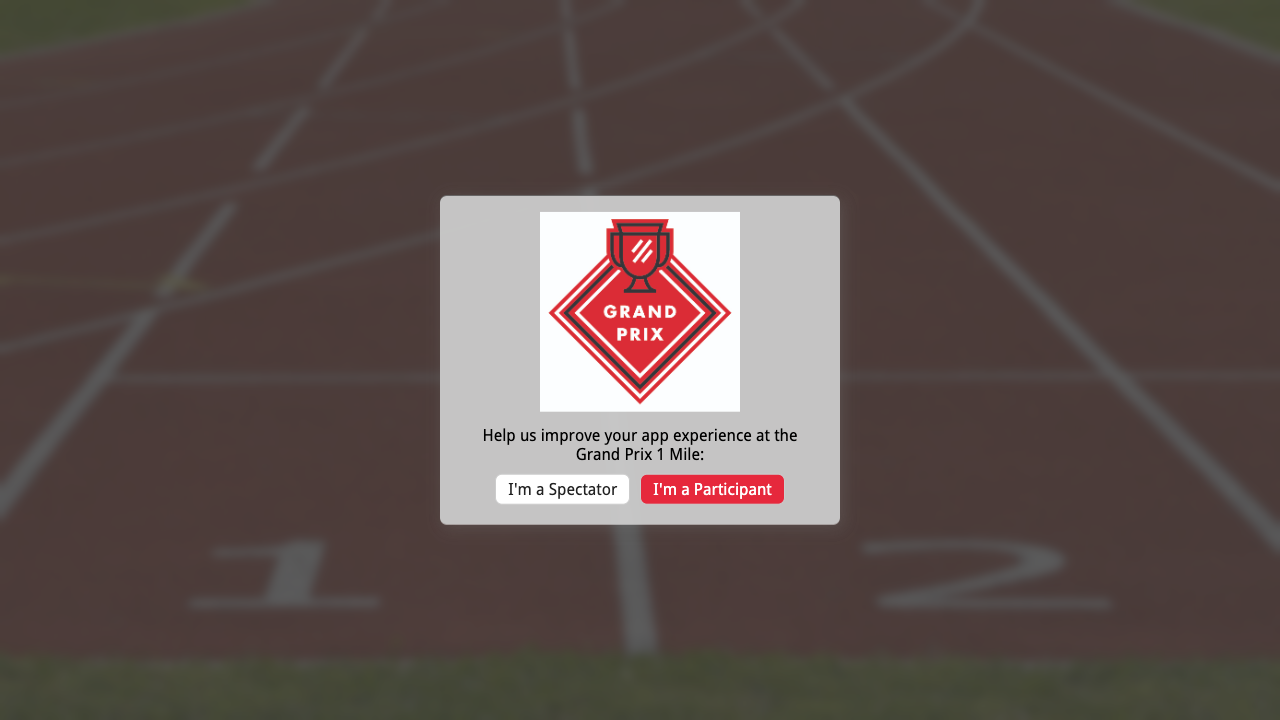 GRAND
PRIX
Help us improve your app experience at the
Grand Prix 1 Mile:
I'm a Spectator
I'm a Participant
1
2